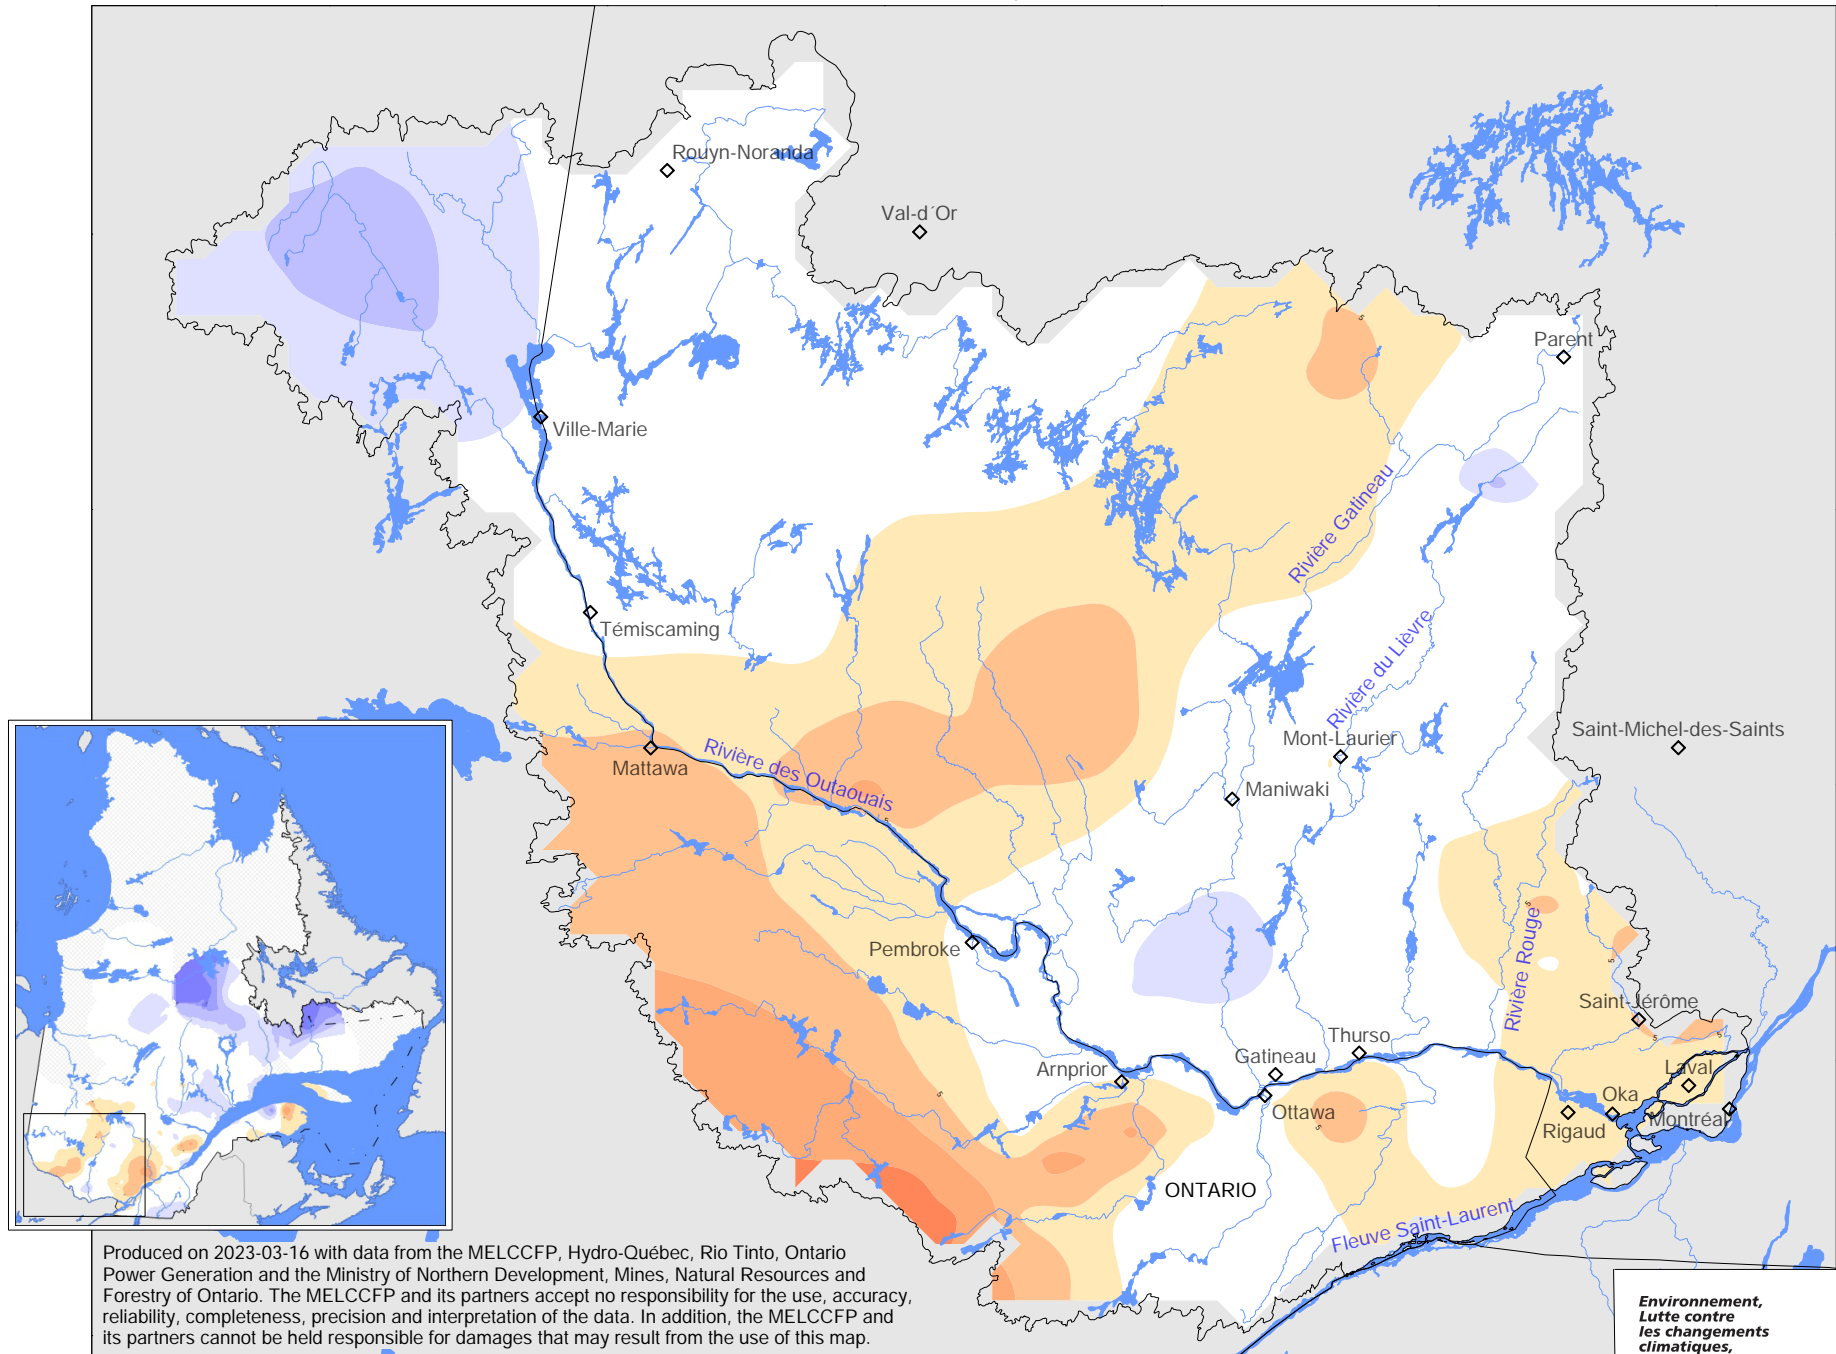 Rouyn-Noranda
Val-d´Or
Parent
Ville-Marie
Rivière Gatineau
Témiscaming
Rivière du Lièvre
Saint-Michel-des-Saints
Mont-Laurier
Mattawa
Rivière des Outaouais
Maniwaki
Pembroke
Rivière Rouge
Saint-Jérôme
Thurso
Gatineau
Arnprior
Laval
Oka
Ottawa
Montréal
Rigaud
ONTARIO
Fleuve Saint-Laurent
Produced on 2023-03-16 with data from the MELCCFP, Hydro-Québec, Rio Tinto, Ontario
Power Generation and the Ministry of Northern Development, Mines, Natural Resources and
Forestry of Ontario. The MELCCFP and its partners accept no responsibility for the use, accuracy,
reliability, completeness, precision and interpretation of the data. In addition, the MELCCFP and
its partners cannot be held responsible for damages that may result from the use of this map.
Environnement,
Lutte contre
les changements
climatiques,